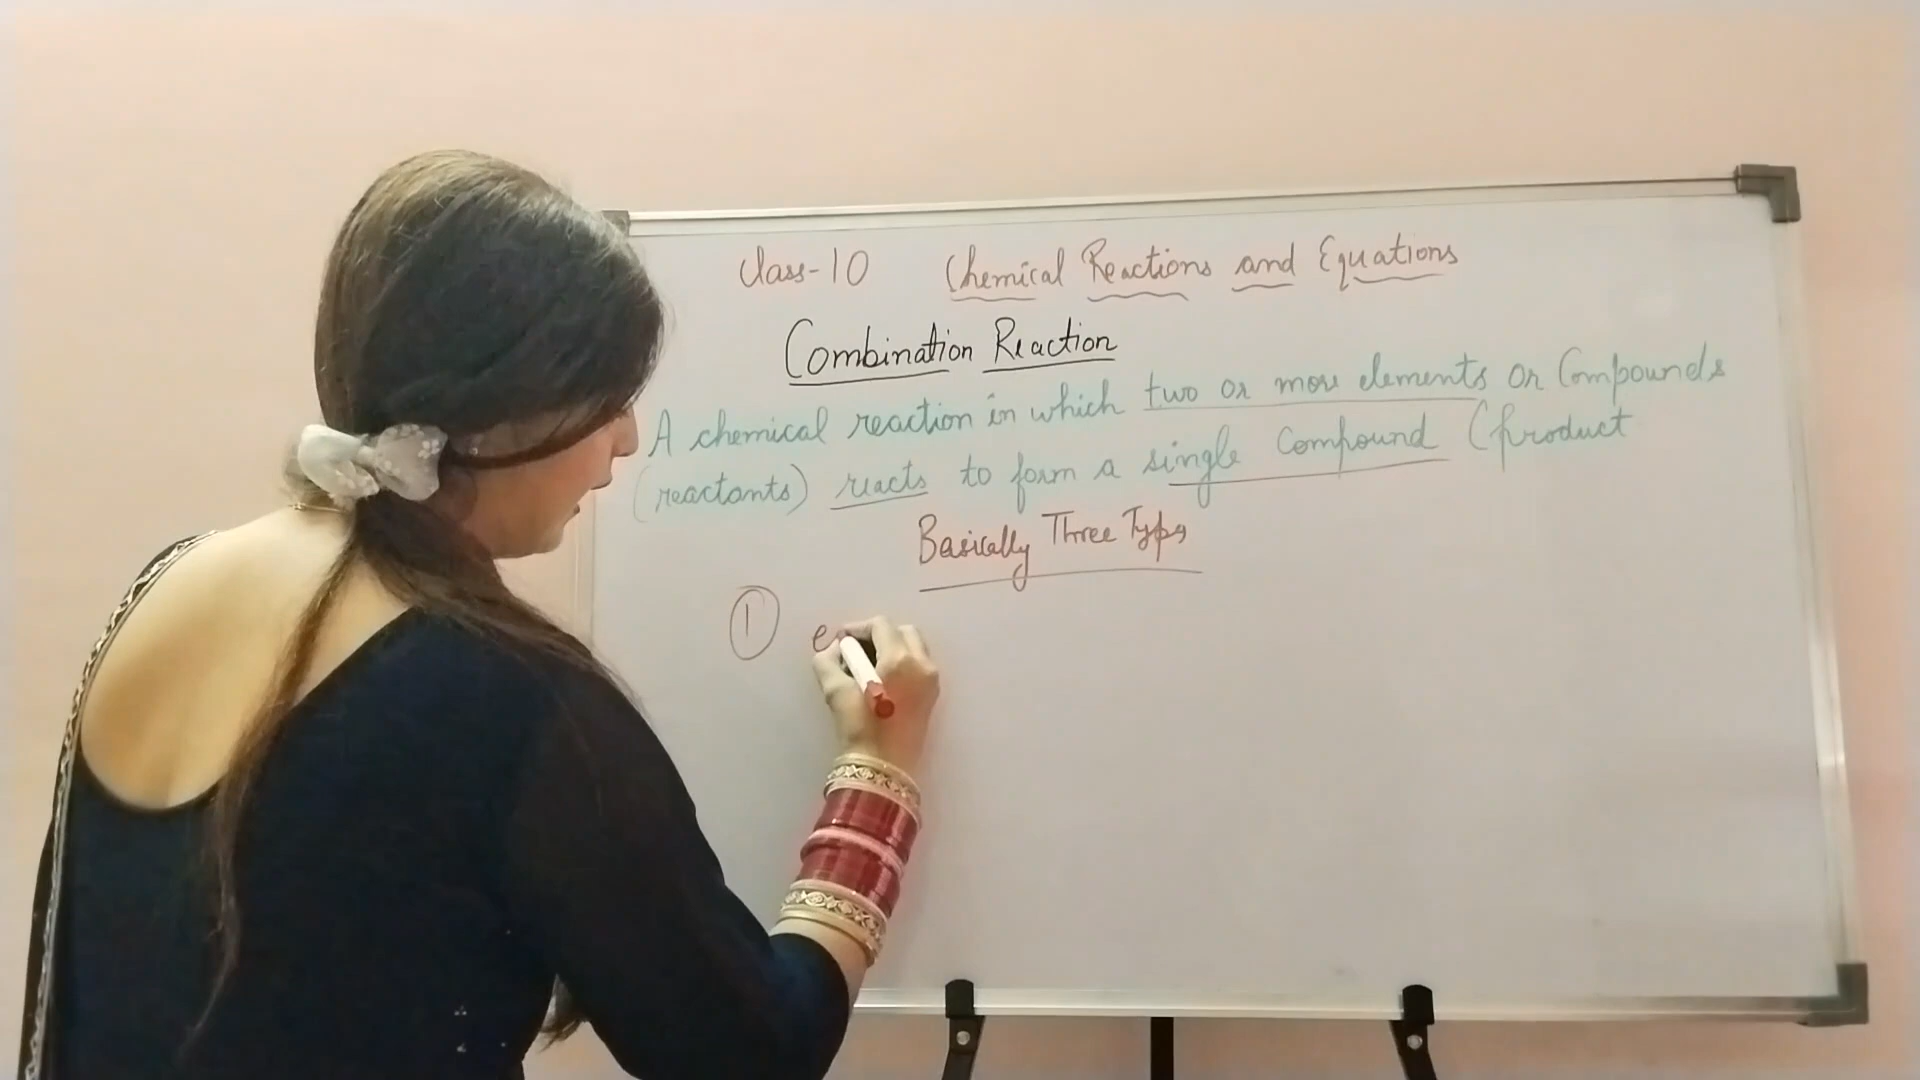 Class-10 Chemical Reactions and Equations
Combination Reaction
A chemical reaction in which two or more elements or Compounds
(reactants) reacts to form a single compound (product
Basically Three Types
① e